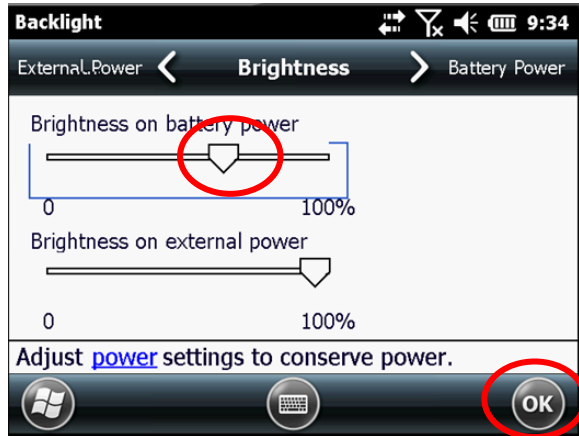 Backlight 9:34
External Power Brightness Battery Power
Brightness on battery power
0 100%
Brightness on external power
0 100%
Adjust power settings to conserve power.
OK